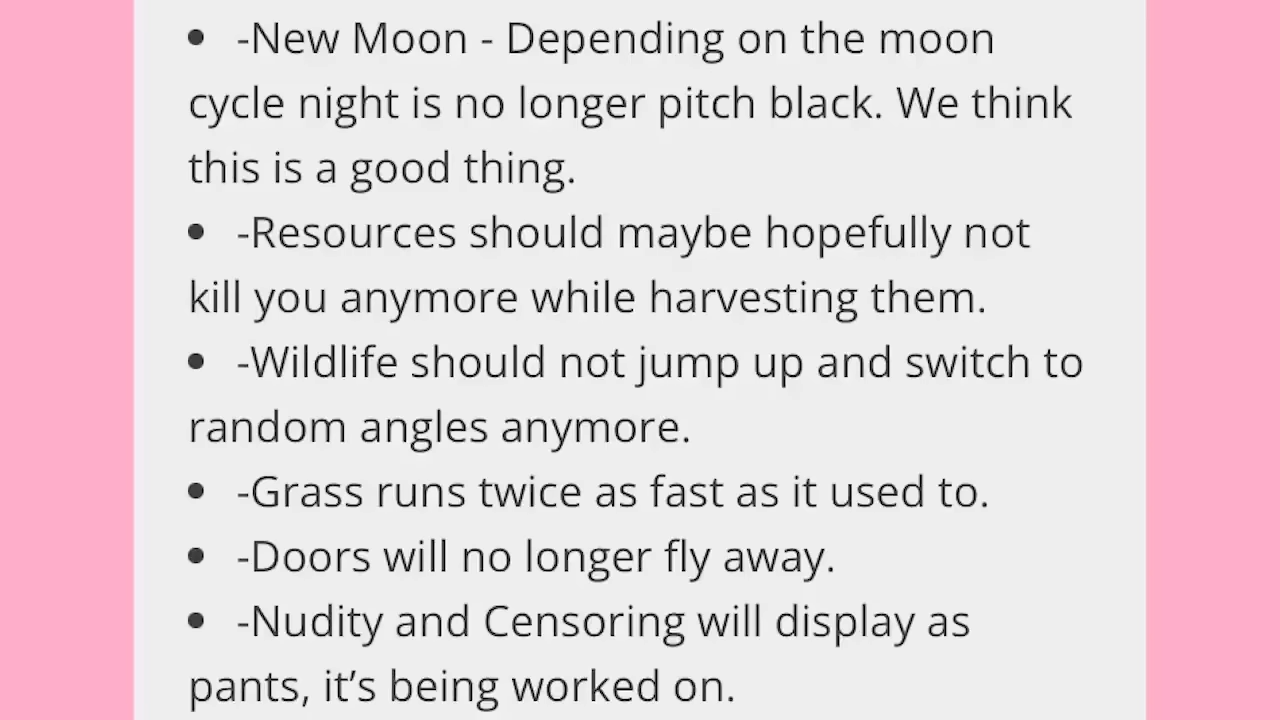 • -New Moon - Depending on the moon
cycle night is no longer pitch black. We think
this is a good thing.
• -Resources should maybe hopefully not
kill you anymore while harvesting them.
• -Wildlife should not jump up and switch to
random angles anymore.
• -Grass runs twice as fast as it used to.
• -Doors will no longer fly away.
• -Nudity and Censoring will display as
pants, it’s being worked on.